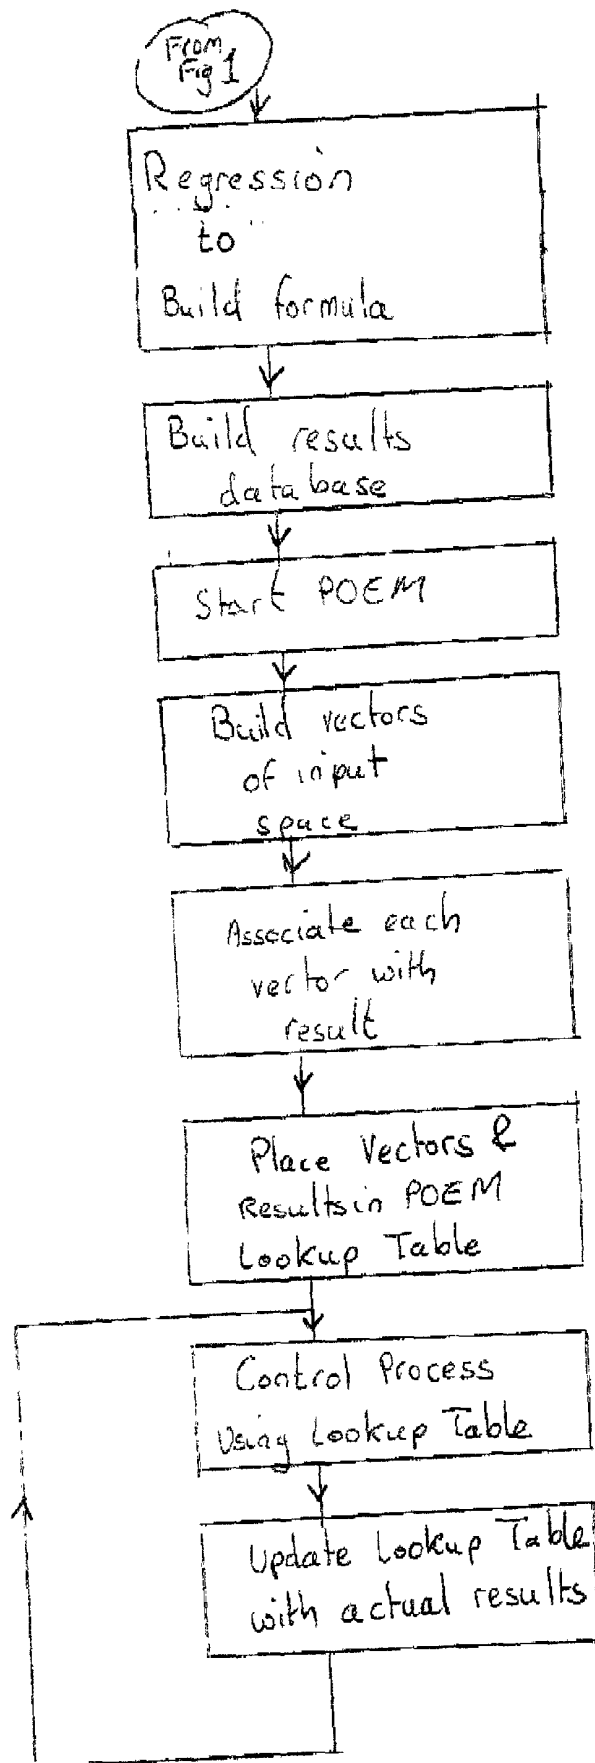 From
Fig 1
Regression
to
Build formula
Build results
database
Start POEM
Build vectors
of input
space
Associate each
vector with
result
Place Vectors &
Results in POEM
Lookup Table
Control Process
Using Lookup Table
Update Lookup Table
with actual results